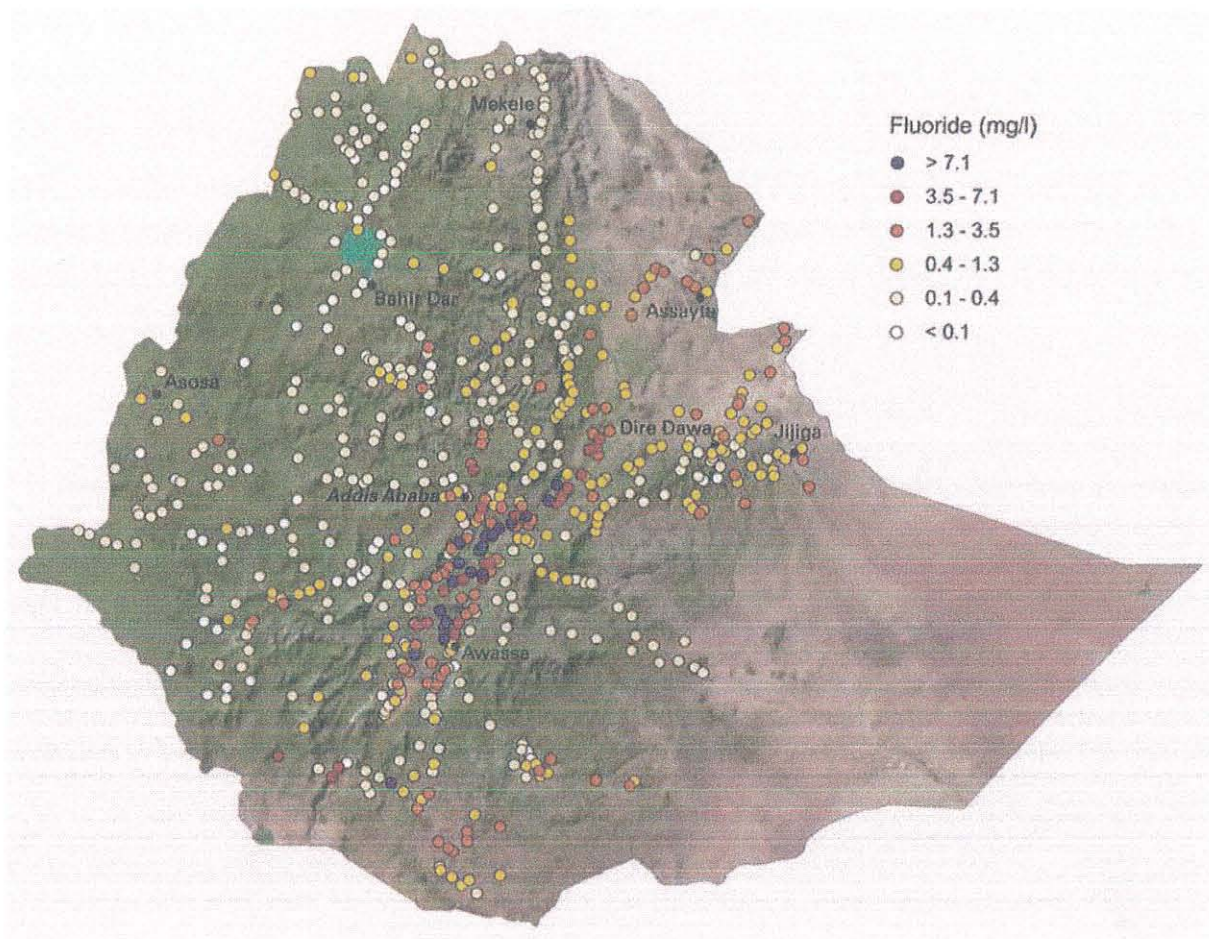 Mekele
Fluoride (mg/l)
> 7.1
3.5 - 7.1
1.3 - 3.5
0.4 - 1.3
0.1 - 0.4
< 0.1
Bahir Dar
Assayta
Asosa
Dire Dawa
Jijiga
Addis Ababa
Awassa